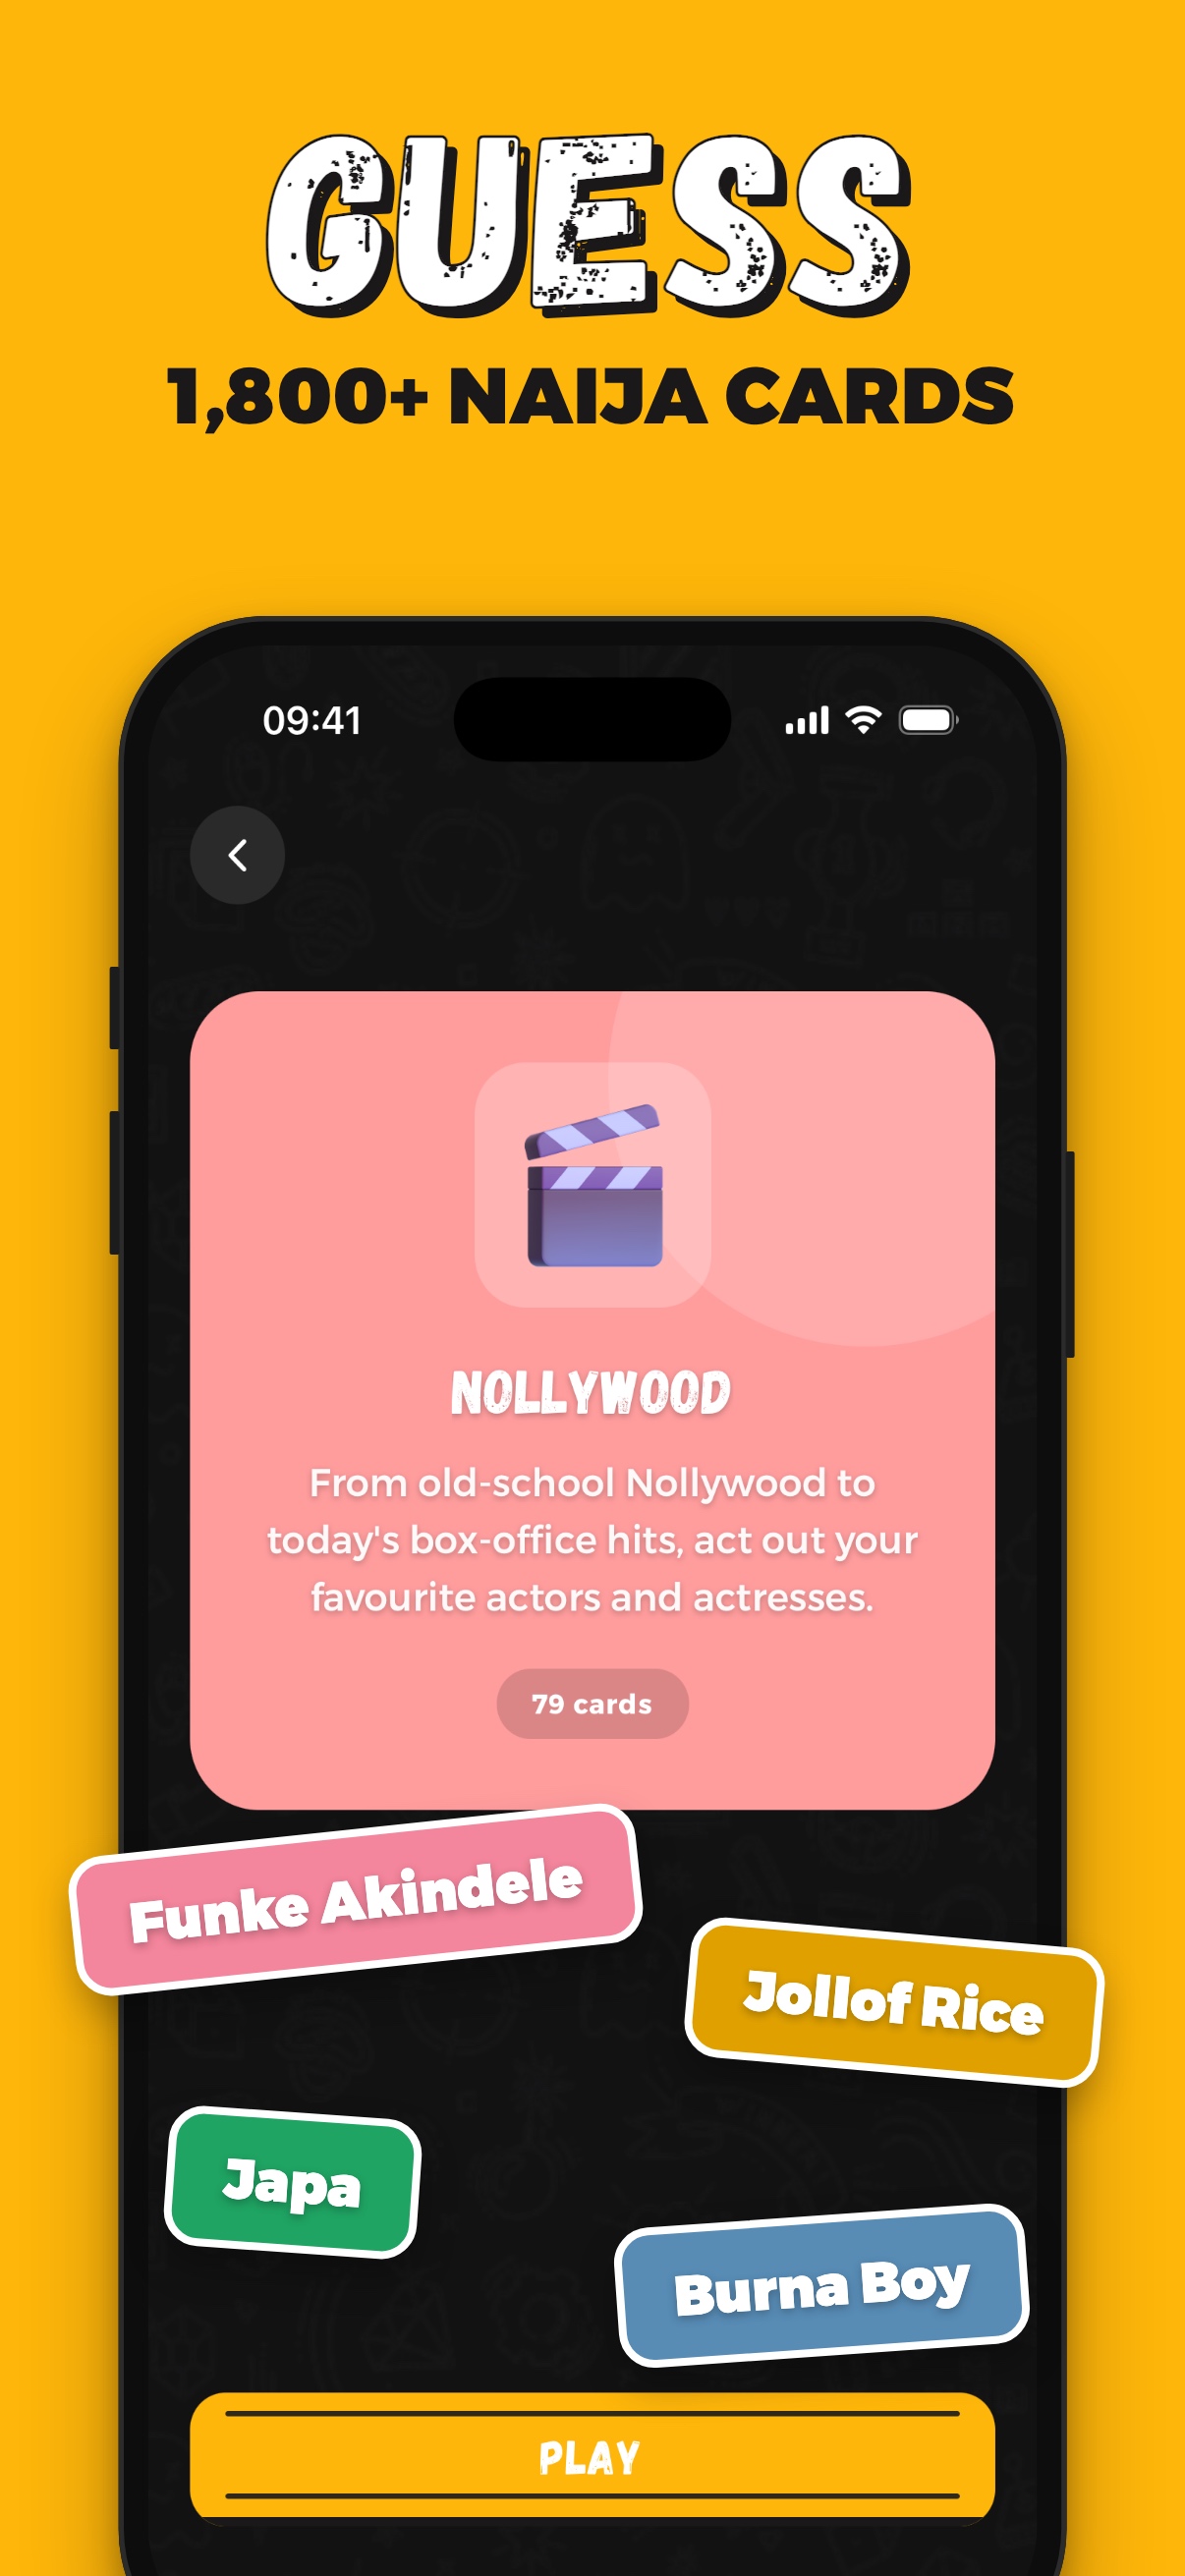 GUESS
1,800+ NAIJA CARDS
09:41
NOLLYWOOD
From old-school Nollywood to
today's box-office hits, act out your
favourite actors and actresses.
79 cards
Funke Akindele
Jollof Rice
Japa
Burna Boy
PLAY